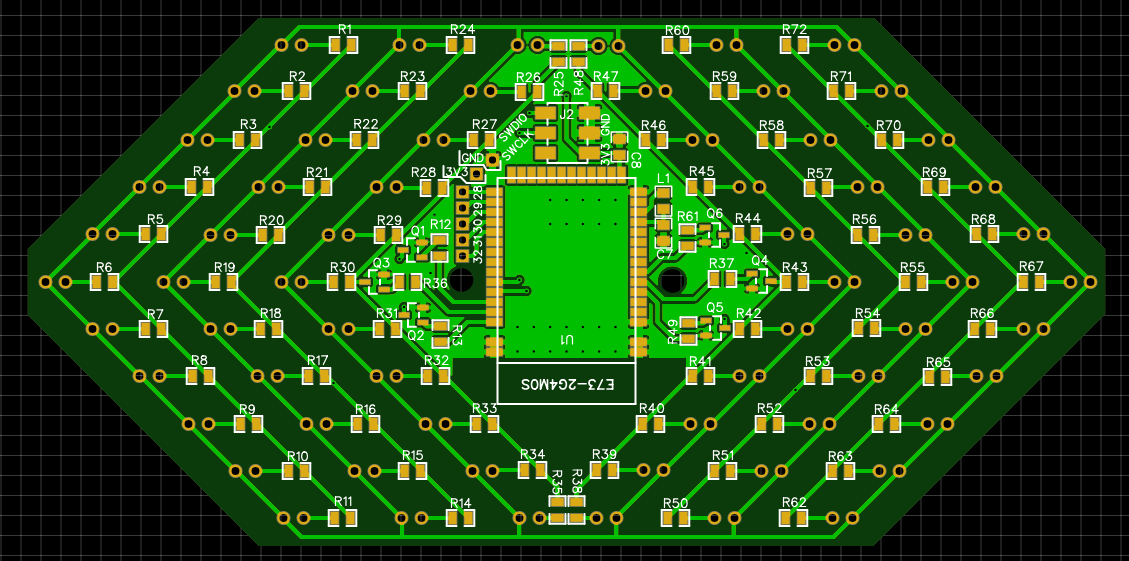 R1 R24 R60 R72
R2 R23 R26 R25 R48 R47 R59 R71
R3 R22 R27 SWDIO SWCLK J2 GND R46 R58 R70
GND 3V3 3V3 C8
R4 R21 R28 28 L1 R45 R57 R69
29
R5 R20 R29 Q1 R12 30 R61 Q6 R44 R56 R68
31
32 C7
R6 R19 R30 Q3 R36 R37 Q4 R43 R55 R67
R7 R18 R31 Q2 R13 U1 R49 Q5 R42 R54 R66
R8 R17 R32 R41 R53 R65
E73-2G4M0S
R9 R16 R33 R40 R52 R64
R10 R15 R34 R35 R38 R39 R51 R63
R11 R14 R50 R62